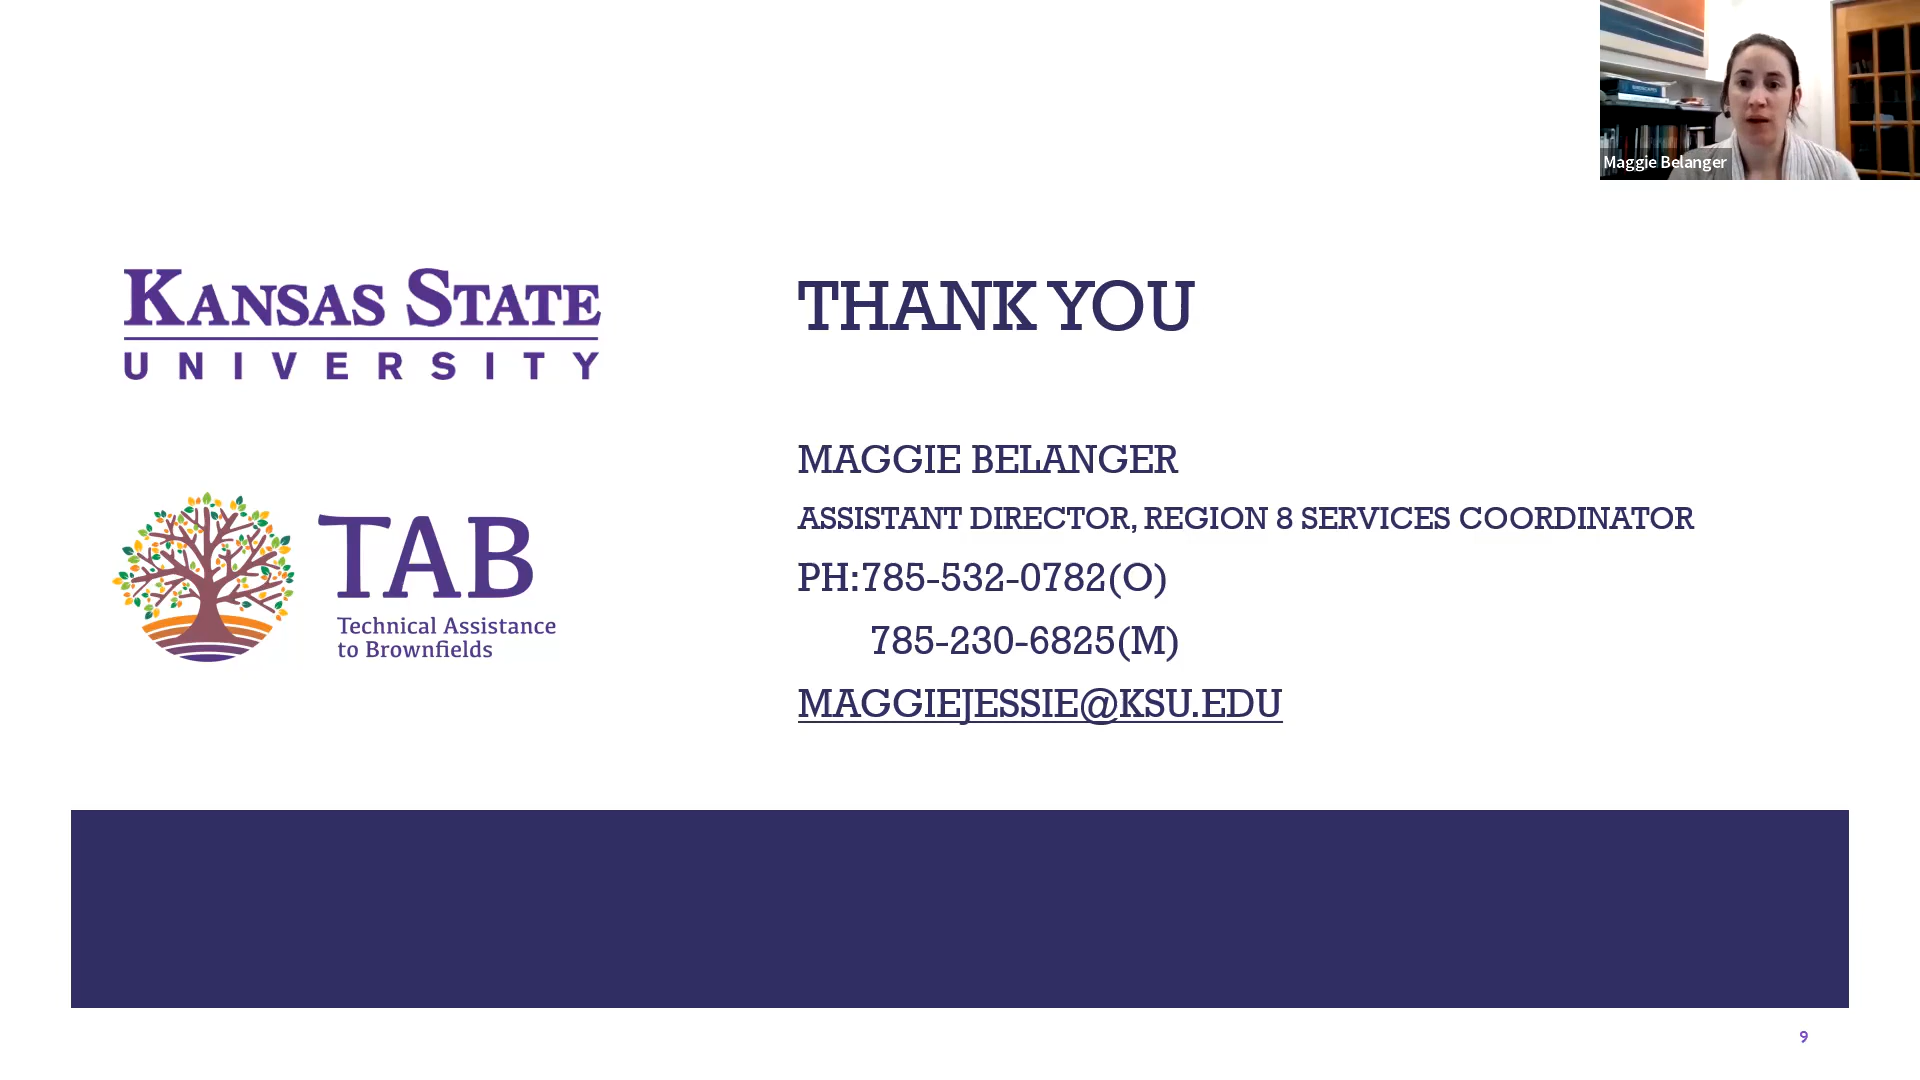 Maggie Belanger
KANSAS STATE
UNIVERSITY
THANK YOU
MAGGIE BELANGER
ASSISTANT DIRECTOR, REGION 8 SERVICES COORDINATOR
PH:785-532-0782(O)
785-230-6825(M)
MAGGIEJESSIE@KSU.EDU
TAB
Technical Assistance
to Brownfields
9